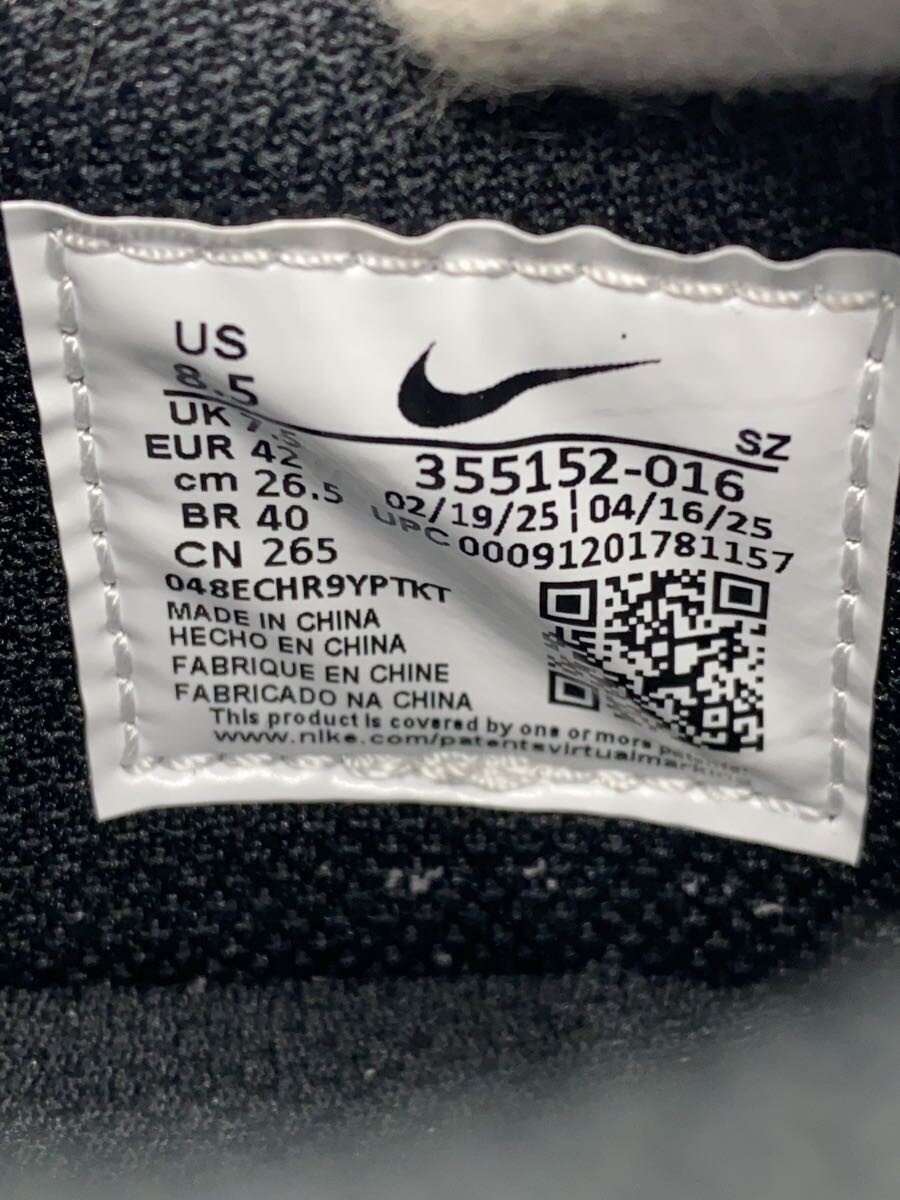 US
8.5
UK 7.5
EUR 42
cm 26.5
BR 40
CN 265
SZ
355152-016
02/19/25 | 04/16/25
UPC 00091201781157
048ECHR9YPTKT
MADE IN CHINA
HECHO EN CHINA
FABRIQUE EN CHINE
FABRICADO NA CHINA
This product is covered by one or more
www.nike.com/patentsvirtualmarking